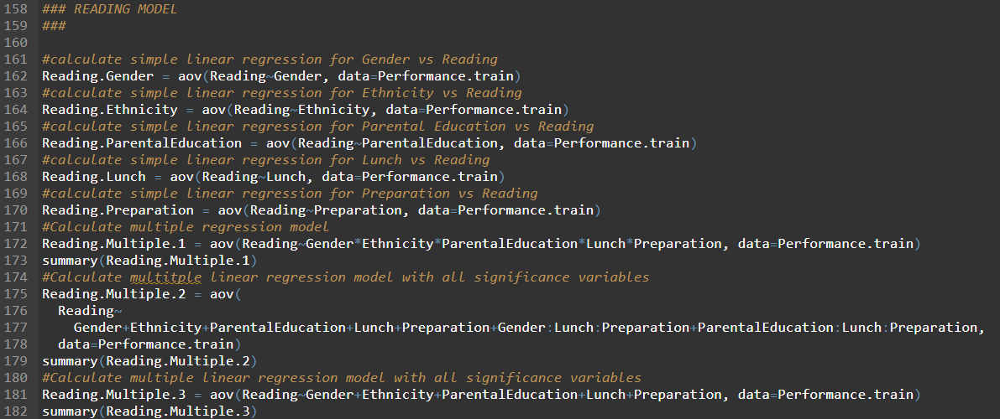 158 ### READING MODEL
159 ###
160
161 #calculate simple linear regression for Gender vs Reading
162 Reading.Gender = aov(Reading~Gender, data=Performance.train)
163 #calculate simple linear regression for Ethnicity vs Reading
164 Reading.Ethnicity = aov(Reading~Ethnicity, data=Performance.train)
165 #calculate simple linear regression for Parental Education vs Reading
166 Reading.ParentalEducation = aov(Reading~ParentalEducation, data=Performance.train)
167 #calculate simple linear regression for Lunch vs Reading
168 Reading.Lunch = aov(Reading~Lunch, data=Performance.train)
169 #calculate simple linear regression for Preparation vs Reading
170 Reading.Preparation = aov(Reading~Preparation, data=Performance.train)
171 #Calculate multiple regression model
172 Reading.Multiple.1 = aov(Reading~Gender*Ethnicity*ParentalEducation*Lunch*Preparation, data=Performance.train)
173 summary(Reading.Multiple.1)
174 #Calculate multitple linear regression model with all significance variables
175 Reading.Multiple.2 = aov(
176   Reading~
177     Gender+Ethnicity+ParentalEducation+Lunch+Preparation+Gender:Lunch:Preparation+ParentalEducation:Lunch:Preparation,
178   data=Performance.train)
179 summary(Reading.Multiple.2)
180 #Calculate multiple linear regression model with all significance variables
181 Reading.Multiple.3 = aov(Reading~Gender+Ethnicity+ParentalEducation+Lunch+Preparation, data=Performance.train)
182 summary(Reading.Multiple.3)